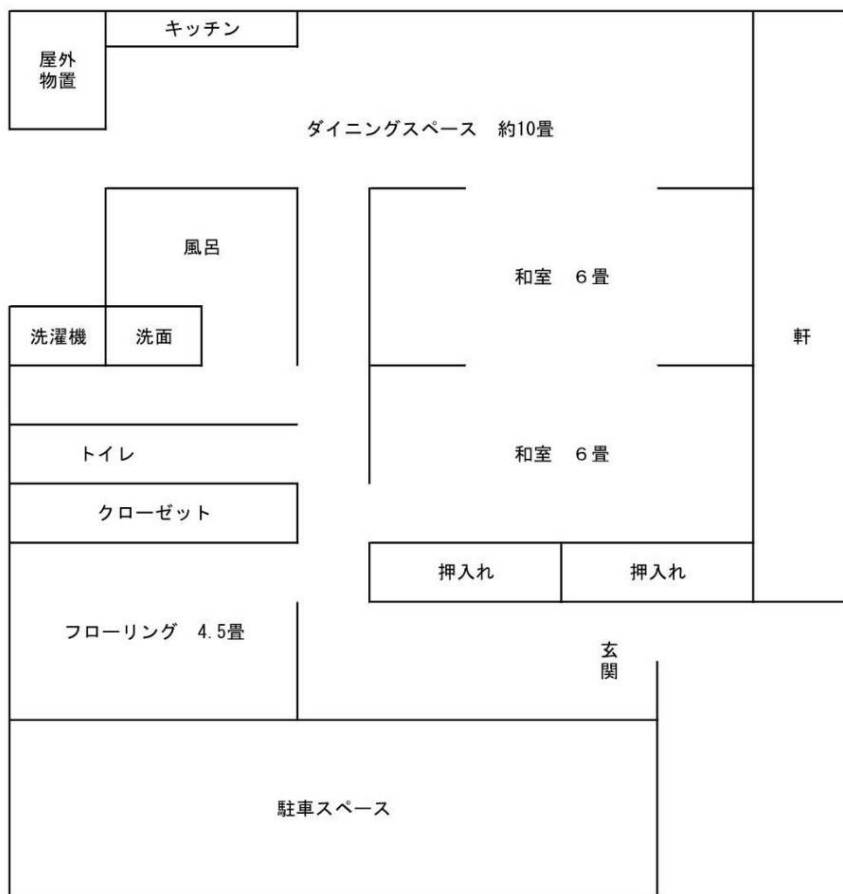 キッチン
屋外
物置
ダイニングスペース　約10畳
風呂
和室　６畳
洗濯機
洗面
軒
トイレ
和室　６畳
クローゼット
押入れ
押入れ
フローリング　4.5畳
玄
関
駐車スペース